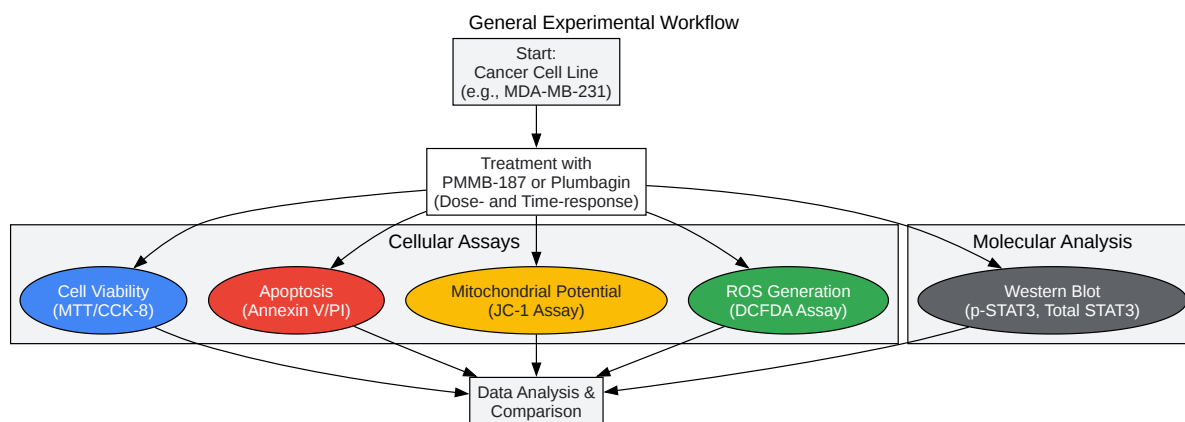 General Experimental Workflow
Start:
Cancer Cell Line
(e.g., MDA-MB-231)
Treatment with
PMMB-187 or Plumbagin
(Dose- and Time-response)
Cellular Assays
Molecular Analysis
Cell Viability
(MTT/CCK-8)
Apoptosis
(Annexin V/PI)
Mitochondrial Potential
(JC-1 Assay)
ROS Generation
(DCFDA Assay)
Western Blot
(p-STAT3, Total STAT3)
Data Analysis &
Comparison